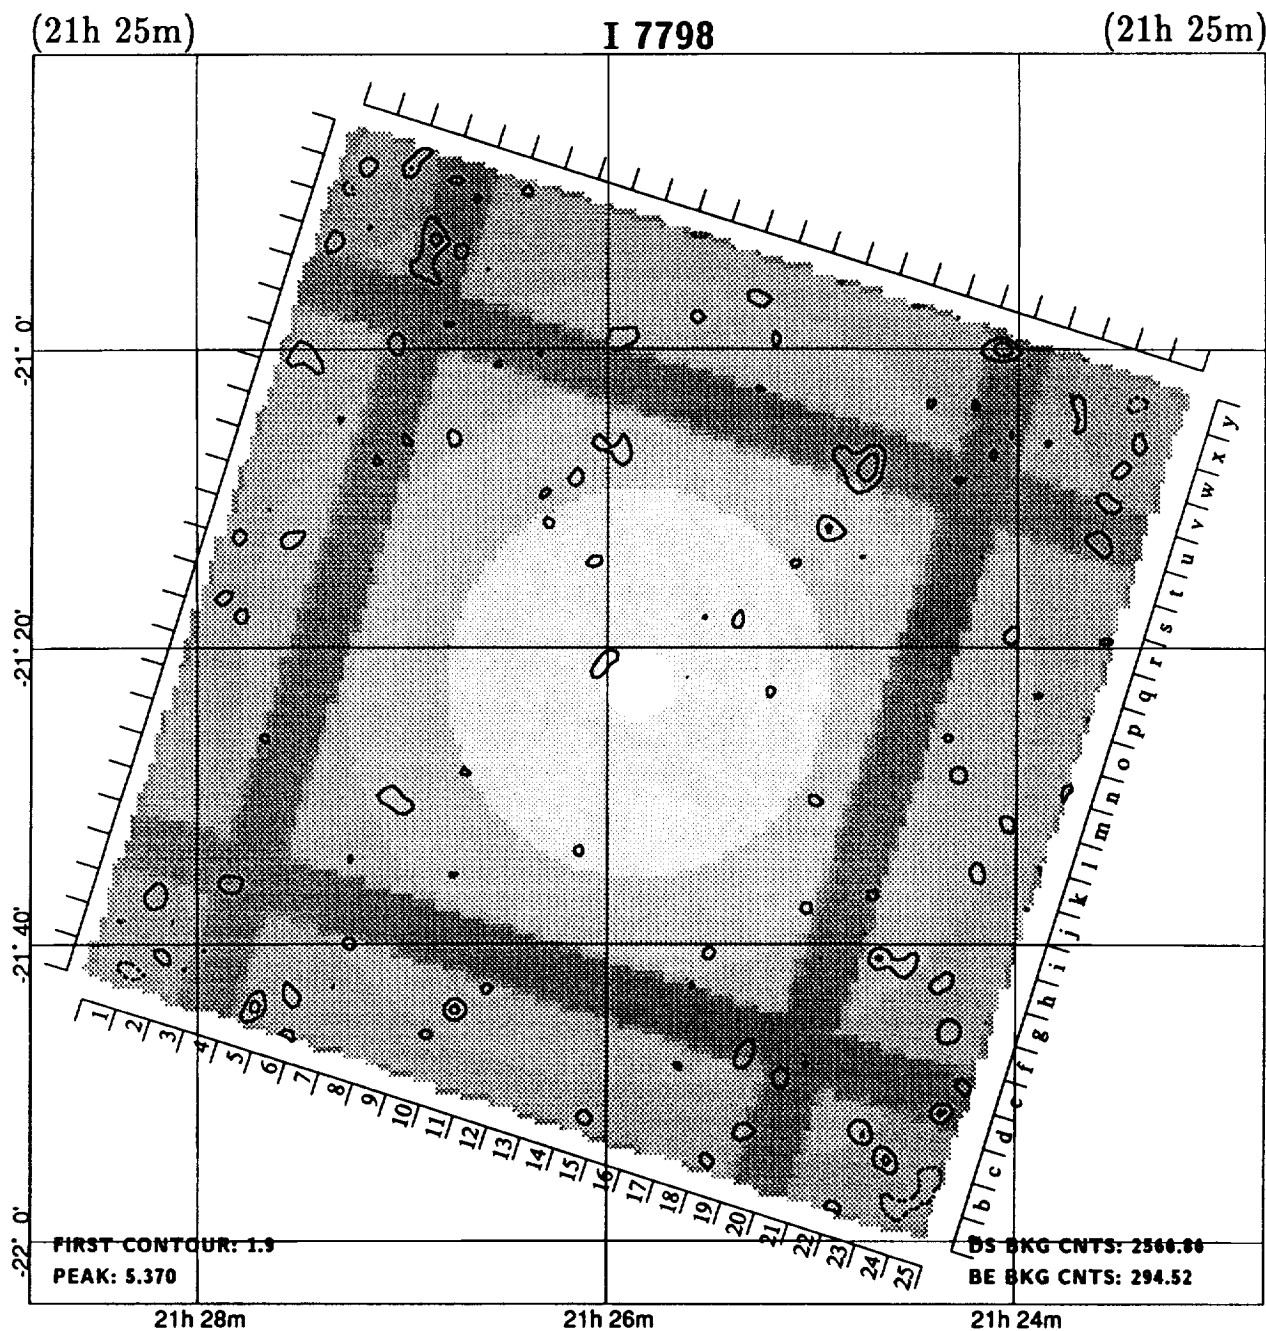 (21h 25m) I 7798 (21h 25m)
-21° 0'
-21° 20'
-21° 40'
-22° 0'
y
x
w
v
u
t
s
r
q
p
o
n
m
l
k
j
i
h
g
f
e
d
c
b
1 2 3 4 5 6 7 8 9 10 11 12 13 14 15 16 17 18 19 20 21 22 23 24 25
FIRST CONTOUR: 1.9
PEAK: 5.370
DS BKG CNTS: 2566.86
BE BKG CNTS: 294.52
21h 28m 21h 26m 21h 24m